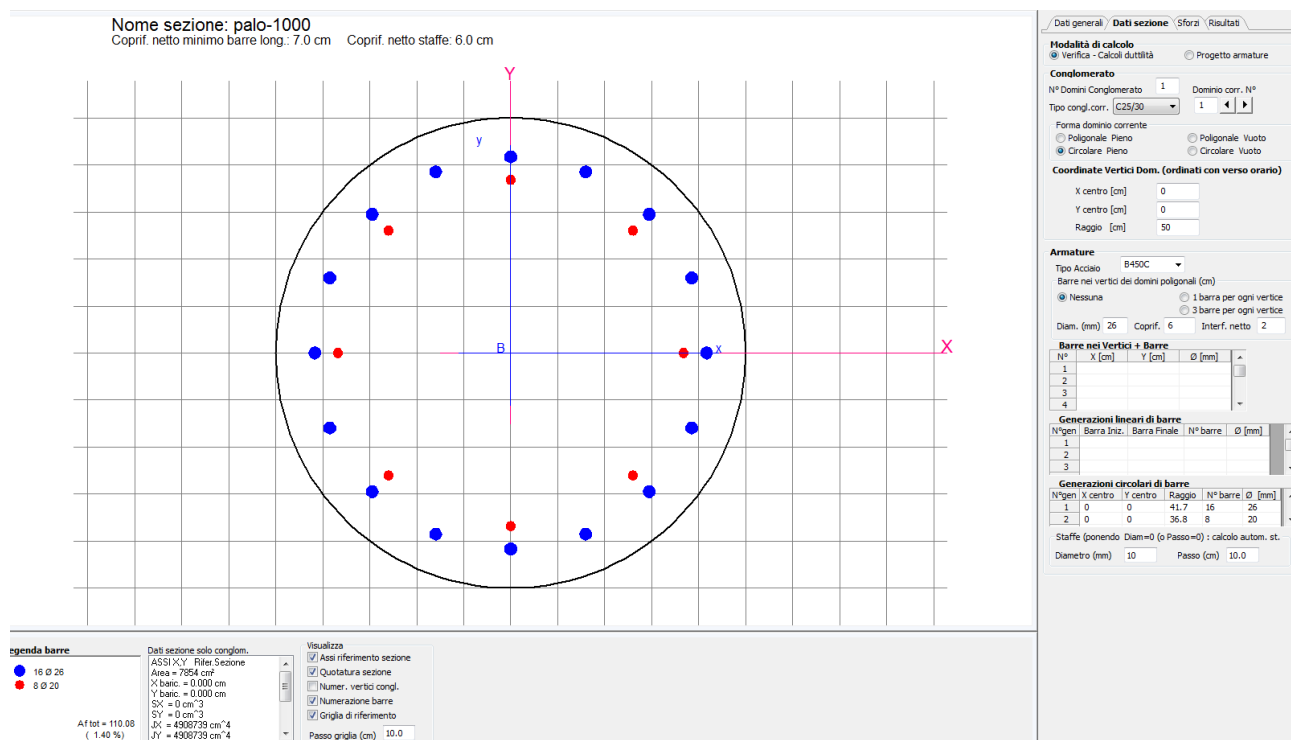 Nome sezione: palo-1000
Coprif. netto minimo barre long.: 7.0 cm Coprif. netto staffe: 6.0 cm
Y
y
B
x
X
Dati generali Dati sezione Sforzi Risultati
Modalità di calcolo
Verifica - Calcoli duttilità Progetto armature
Conglomerato
N° Domini Conglomerato 1 Dominio corr. N°
Tipo congl.corr. C25/30 1
Forma dominio corrente
Poligonale Pieno Poligonale Vuoto
Circolare Pieno Circolare Vuoto
Coordinate Vertici Dom. (ordinati con verso orario)
X centro [cm] 0
Y centro [cm] 0
Raggio [cm] 50
Armature
Tipo Acciaio B450C
Barre nei vertici dei domini poligonali (cm)
Nessuna 1 barra per ogni vertice
3 barre per ogni vertice
Diam. (mm) 26 Coprif. 6 Interf. netto 2
Barre nei Vertici + Barre
N° X [cm] Y [cm] Ø [mm]
1
2
3
4
Generazioni lineari di barre
N°gen Barra Iniz. Barra Finale N° barre Ø [mm]
1
2
3
Generazioni circolari di barre
N°gen X centro Y centro Raggio N° barre Ø [mm]
1 0 0 41.7 16 26
2 0 0 36.8 8 20
Staffe (ponendo Diam=0 (o Passo=0) : calcolo autom. st.
Diametro (mm) 10 Passo (cm) 10.0
egenda barre
16 Ø 26
8 Ø 20
Af tot = 110.08
( 1.40 %)
Dati sezione solo conglom.
ASSI X,Y Rifer.Sezione
Area = 7854 cm²
X baric. = 0.000 cm
Y baric. = 0.000 cm
SX = 0 cm^3
SY = 0 cm^3
JX = 4908739 cm^4
JY = 4908739 cm^4
Visualizza
Assi riferimento sezione
Quotatura sezione
Numer. vertici congl.
Numerazione barre
Griglia di riferimento
Passo griglia (cm) 10.0